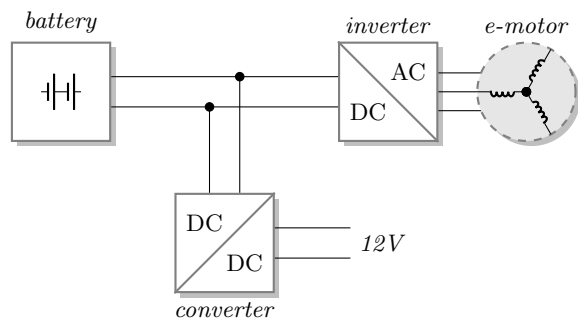 battery
inverter
e-motor
AC
DC
DC
DC
12V
converter